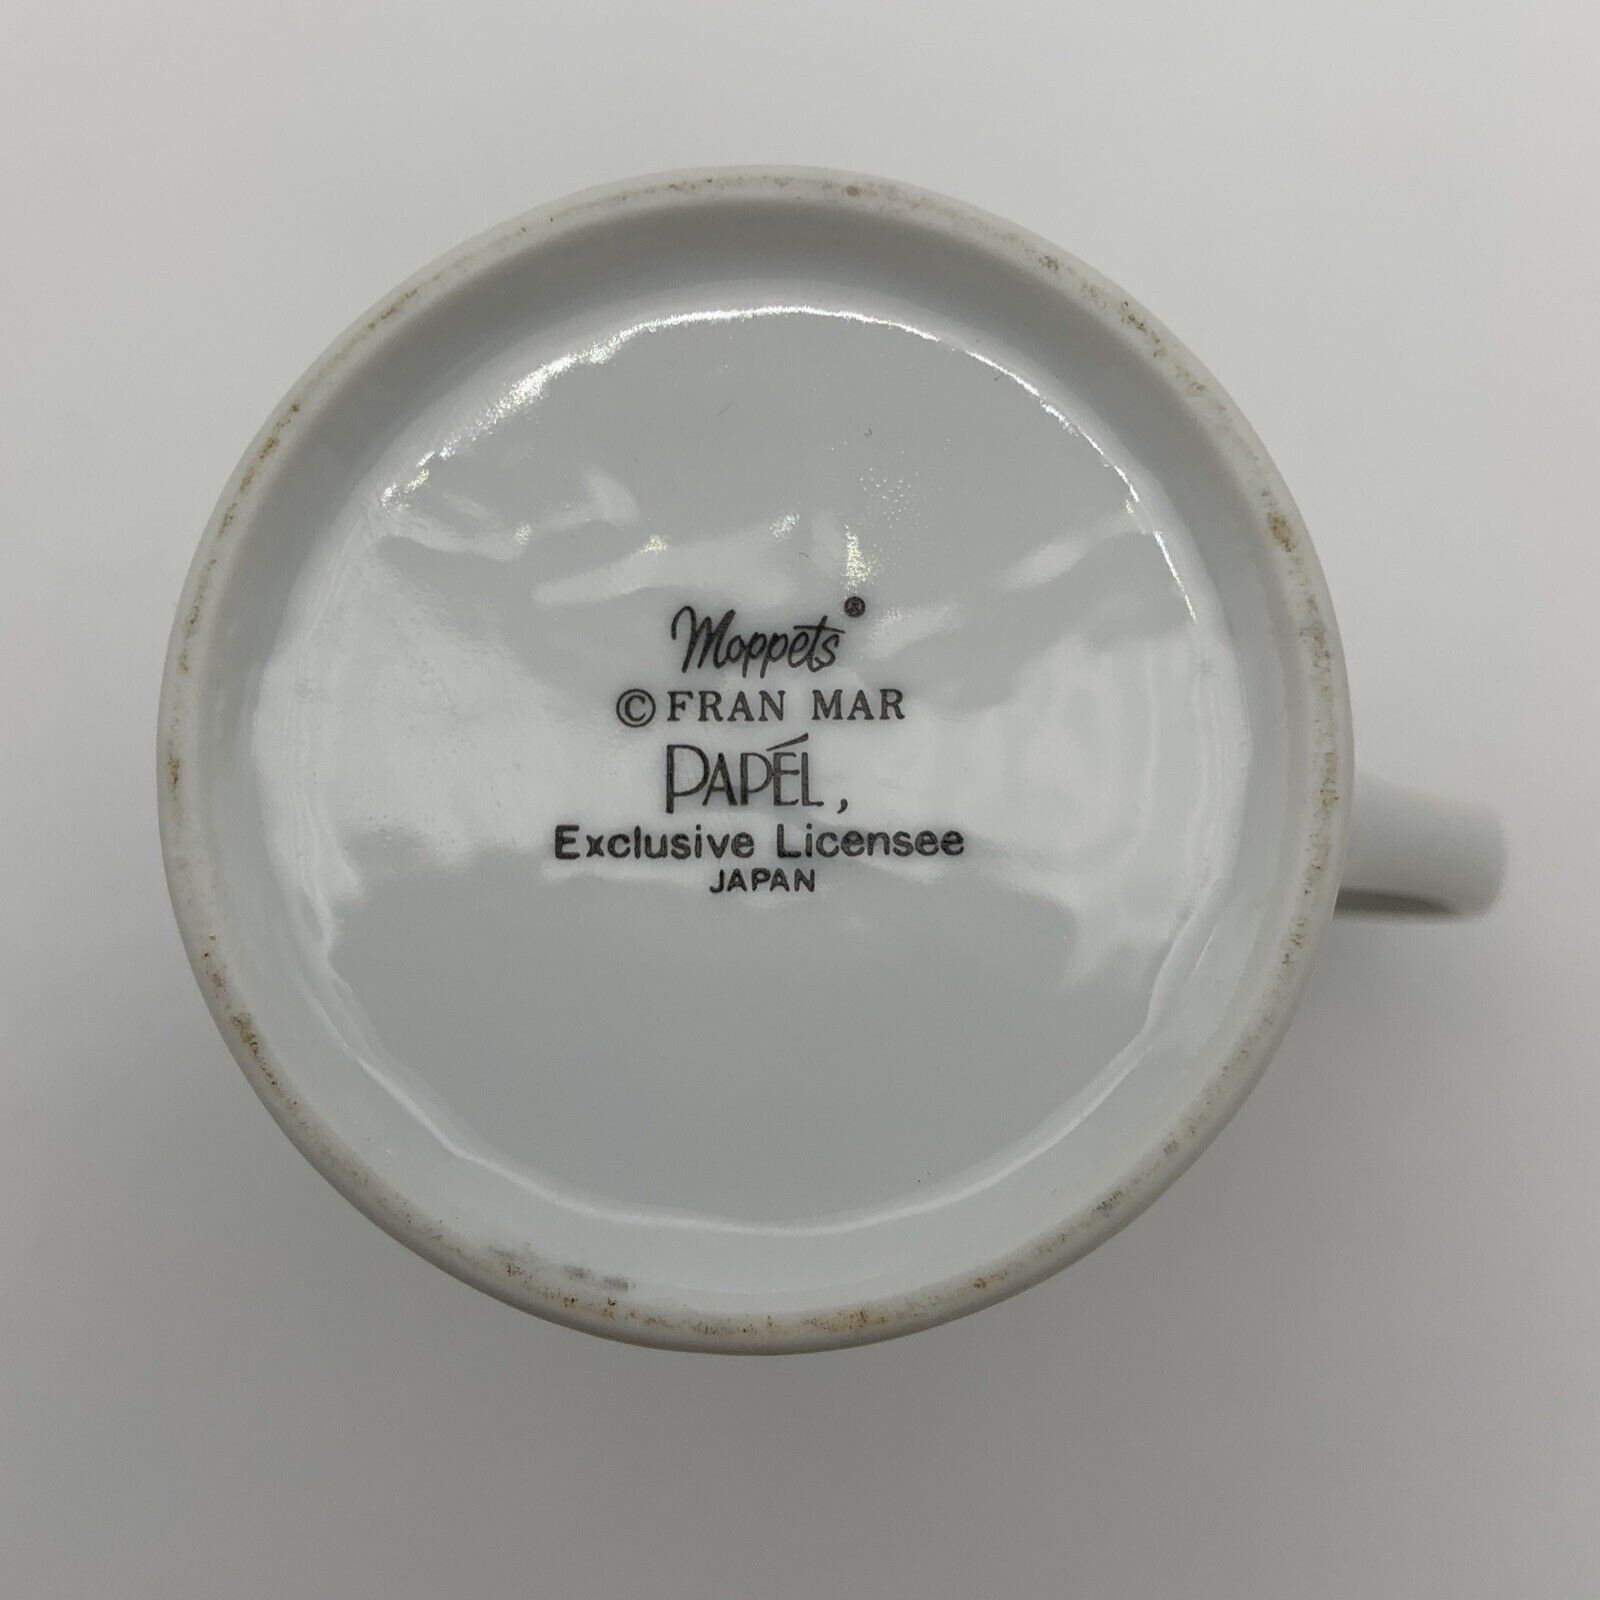 Moppets®
© FRAN MAR
PAPÉL,
Exclusive Licensee
JAPAN